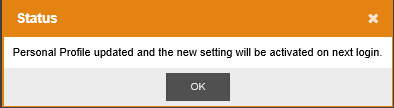 Status
Personal Profile updated and the new setting will be activated on next login.
OK